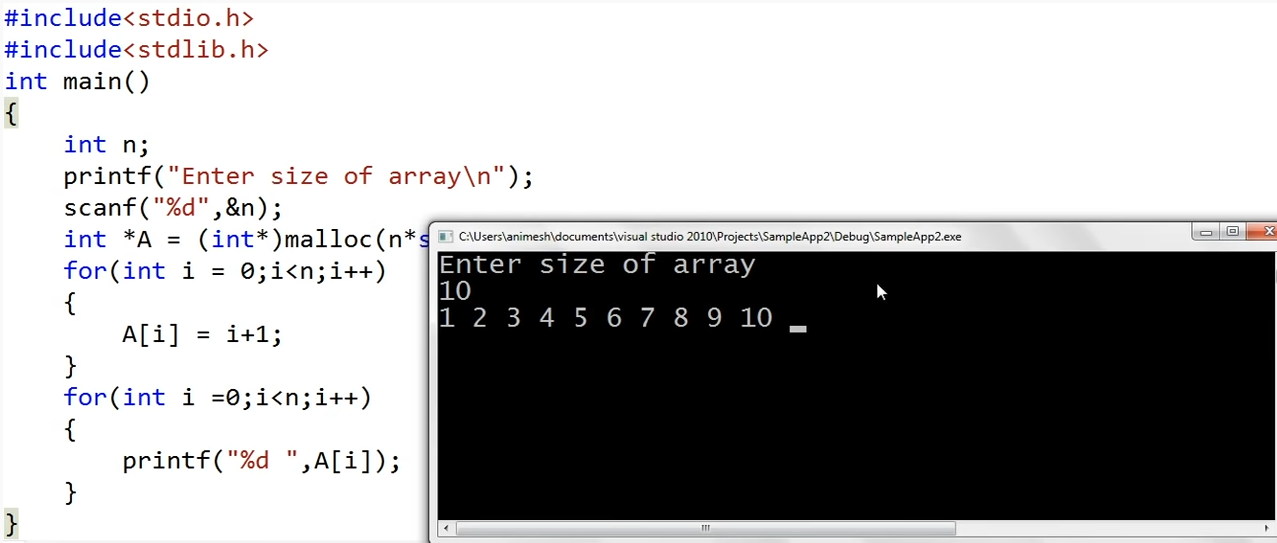 #include<stdio.h>
#include<stdlib.h>
int main()
{
int n;
printf("Enter size of array\n");
scanf("%d",&n);
int *A = (int*)malloc(n*s
for(int i = 0;i<n;i++)
{
A[i] = i+1;
}
for(int i =0;i<n;i++)
{
printf("%d ",A[i]);
}
}
C:\Users\animesh\documents\visual studio 2010\Projects\SampleApp2\Debug\SampleApp2.exe
Enter size of array
10
1 2 3 4 5 6 7 8 9 10